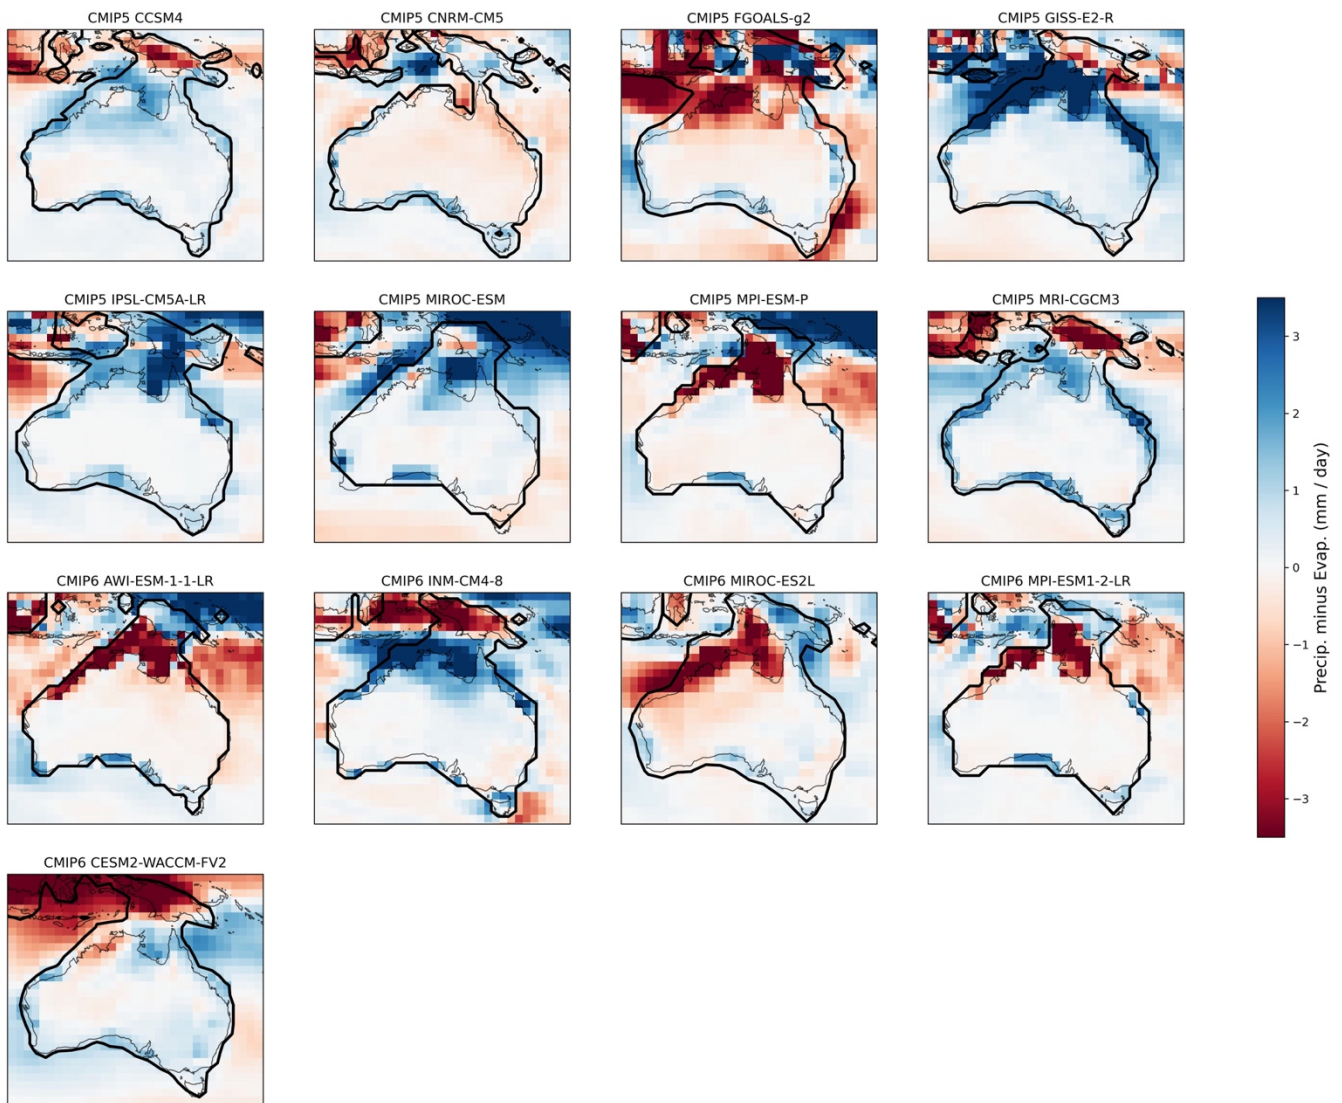 CMIP5 CCSM4
CMIP5 CNRM-CM5
CMIP5 FGOALS-g2
CMIP5 GISS-E2-R
CMIP5 IPSL-CM5A-LR
CMIP5 MIROC-ESM
CMIP5 MPI-ESM-P
CMIP5 MRI-CGCM3
CMIP6 AWI-ESM-1-1-LR
CMIP6 INM-CM4-8
CMIP6 MIROC-ES2L
CMIP6 MPI-ESM1-2-LR
CMIP6 CESM2-WACCM-FV2
3
2
1
0
−1
−2
−3
Precip. minus Evap. (mm / day)